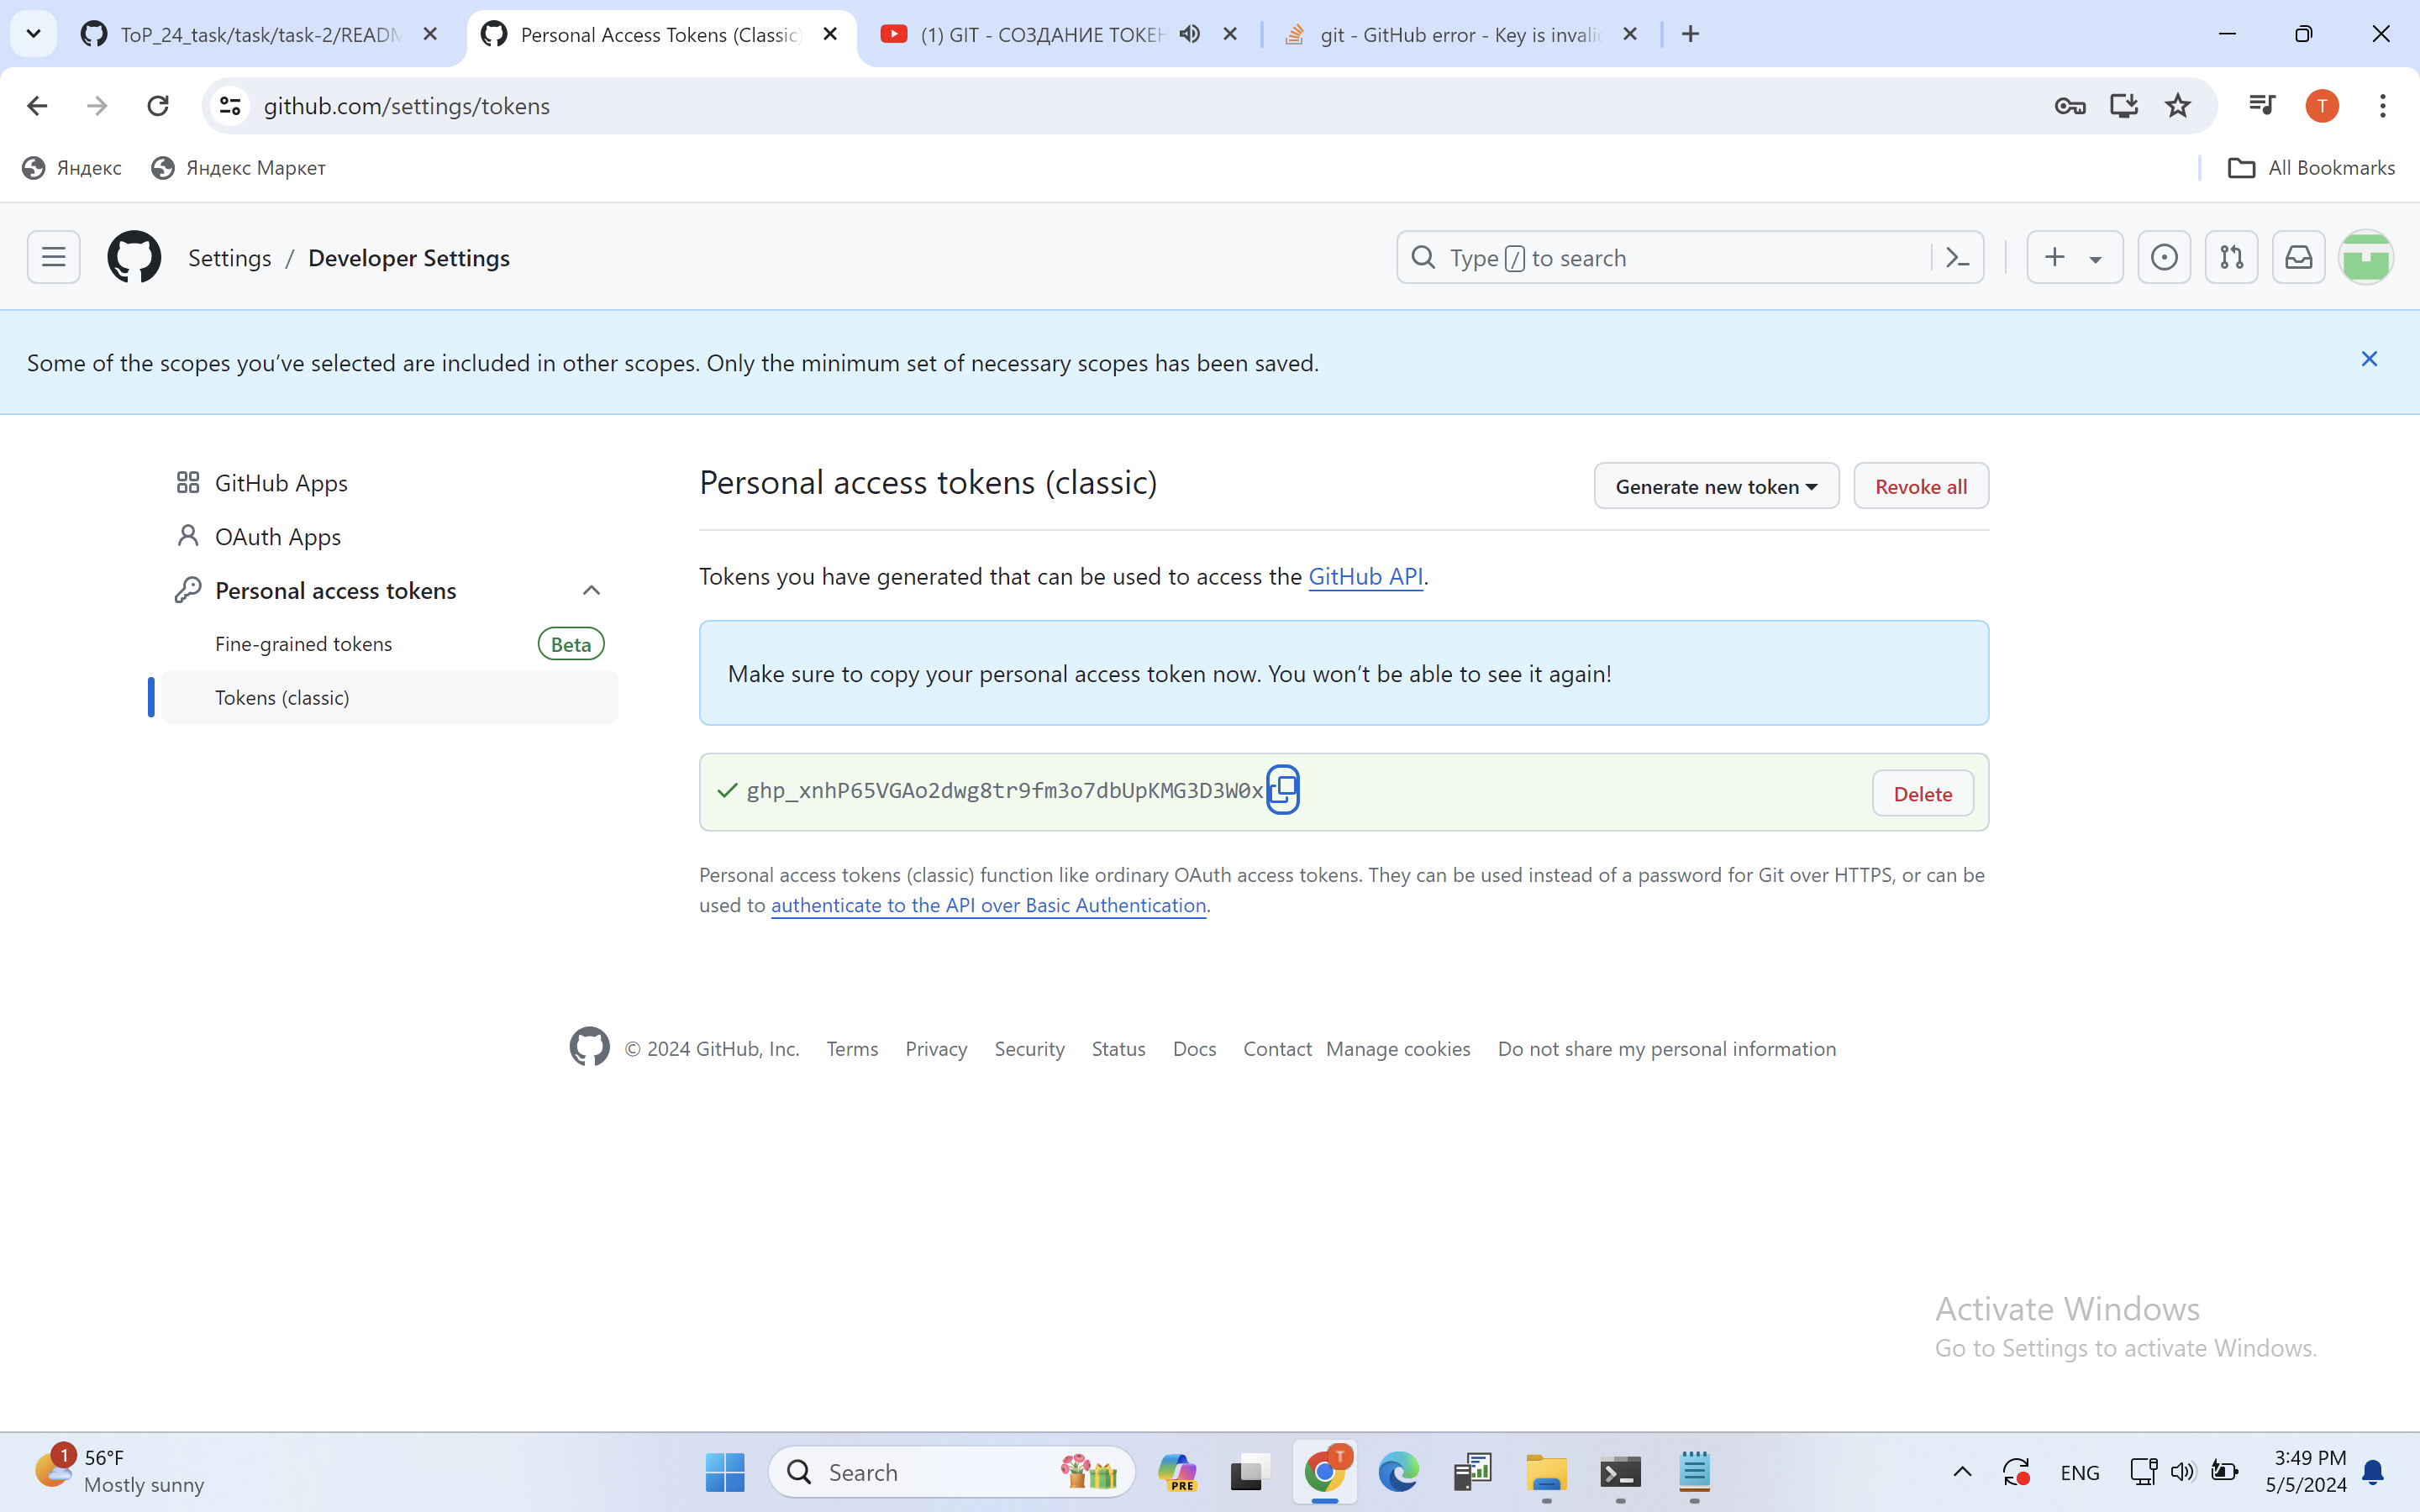 ToP_24_task/task/task-2/READM
Personal Access Tokens (Classic)
(1) GIT - СОЗДАНИЕ ТОКЕН
git - GitHub error - Key is invalid
github.com/settings/tokens
T
Яндекс
Яндекс Маркет
All Bookmarks
Settings / Developer Settings
Type / to search
Some of the scopes you’ve selected are included in other scopes. Only the minimum set of necessary scopes has been saved.
GitHub Apps
OAuth Apps
Personal access tokens
Fine-grained tokens
Beta
Tokens (classic)
Personal access tokens (classic)
Generate new token
Revoke all
Tokens you have generated that can be used to access the GitHub API.
Make sure to copy your personal access token now. You won’t be able to see it again!
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
Delete
Personal access tokens (classic) function like ordinary OAuth access tokens. They can be used instead of a password for Git over HTTPS, or can be
used to authenticate to the API over Basic Authentication.
© 2024 GitHub, Inc.
Terms
Privacy
Security
Status
Docs
Contact
Manage cookies
Do not share my personal information
Activate Windows
Go to Settings to activate Windows.
1
56°F
Mostly sunny
Search
PRE
T
ENG
3:49 PM
5/5/2024